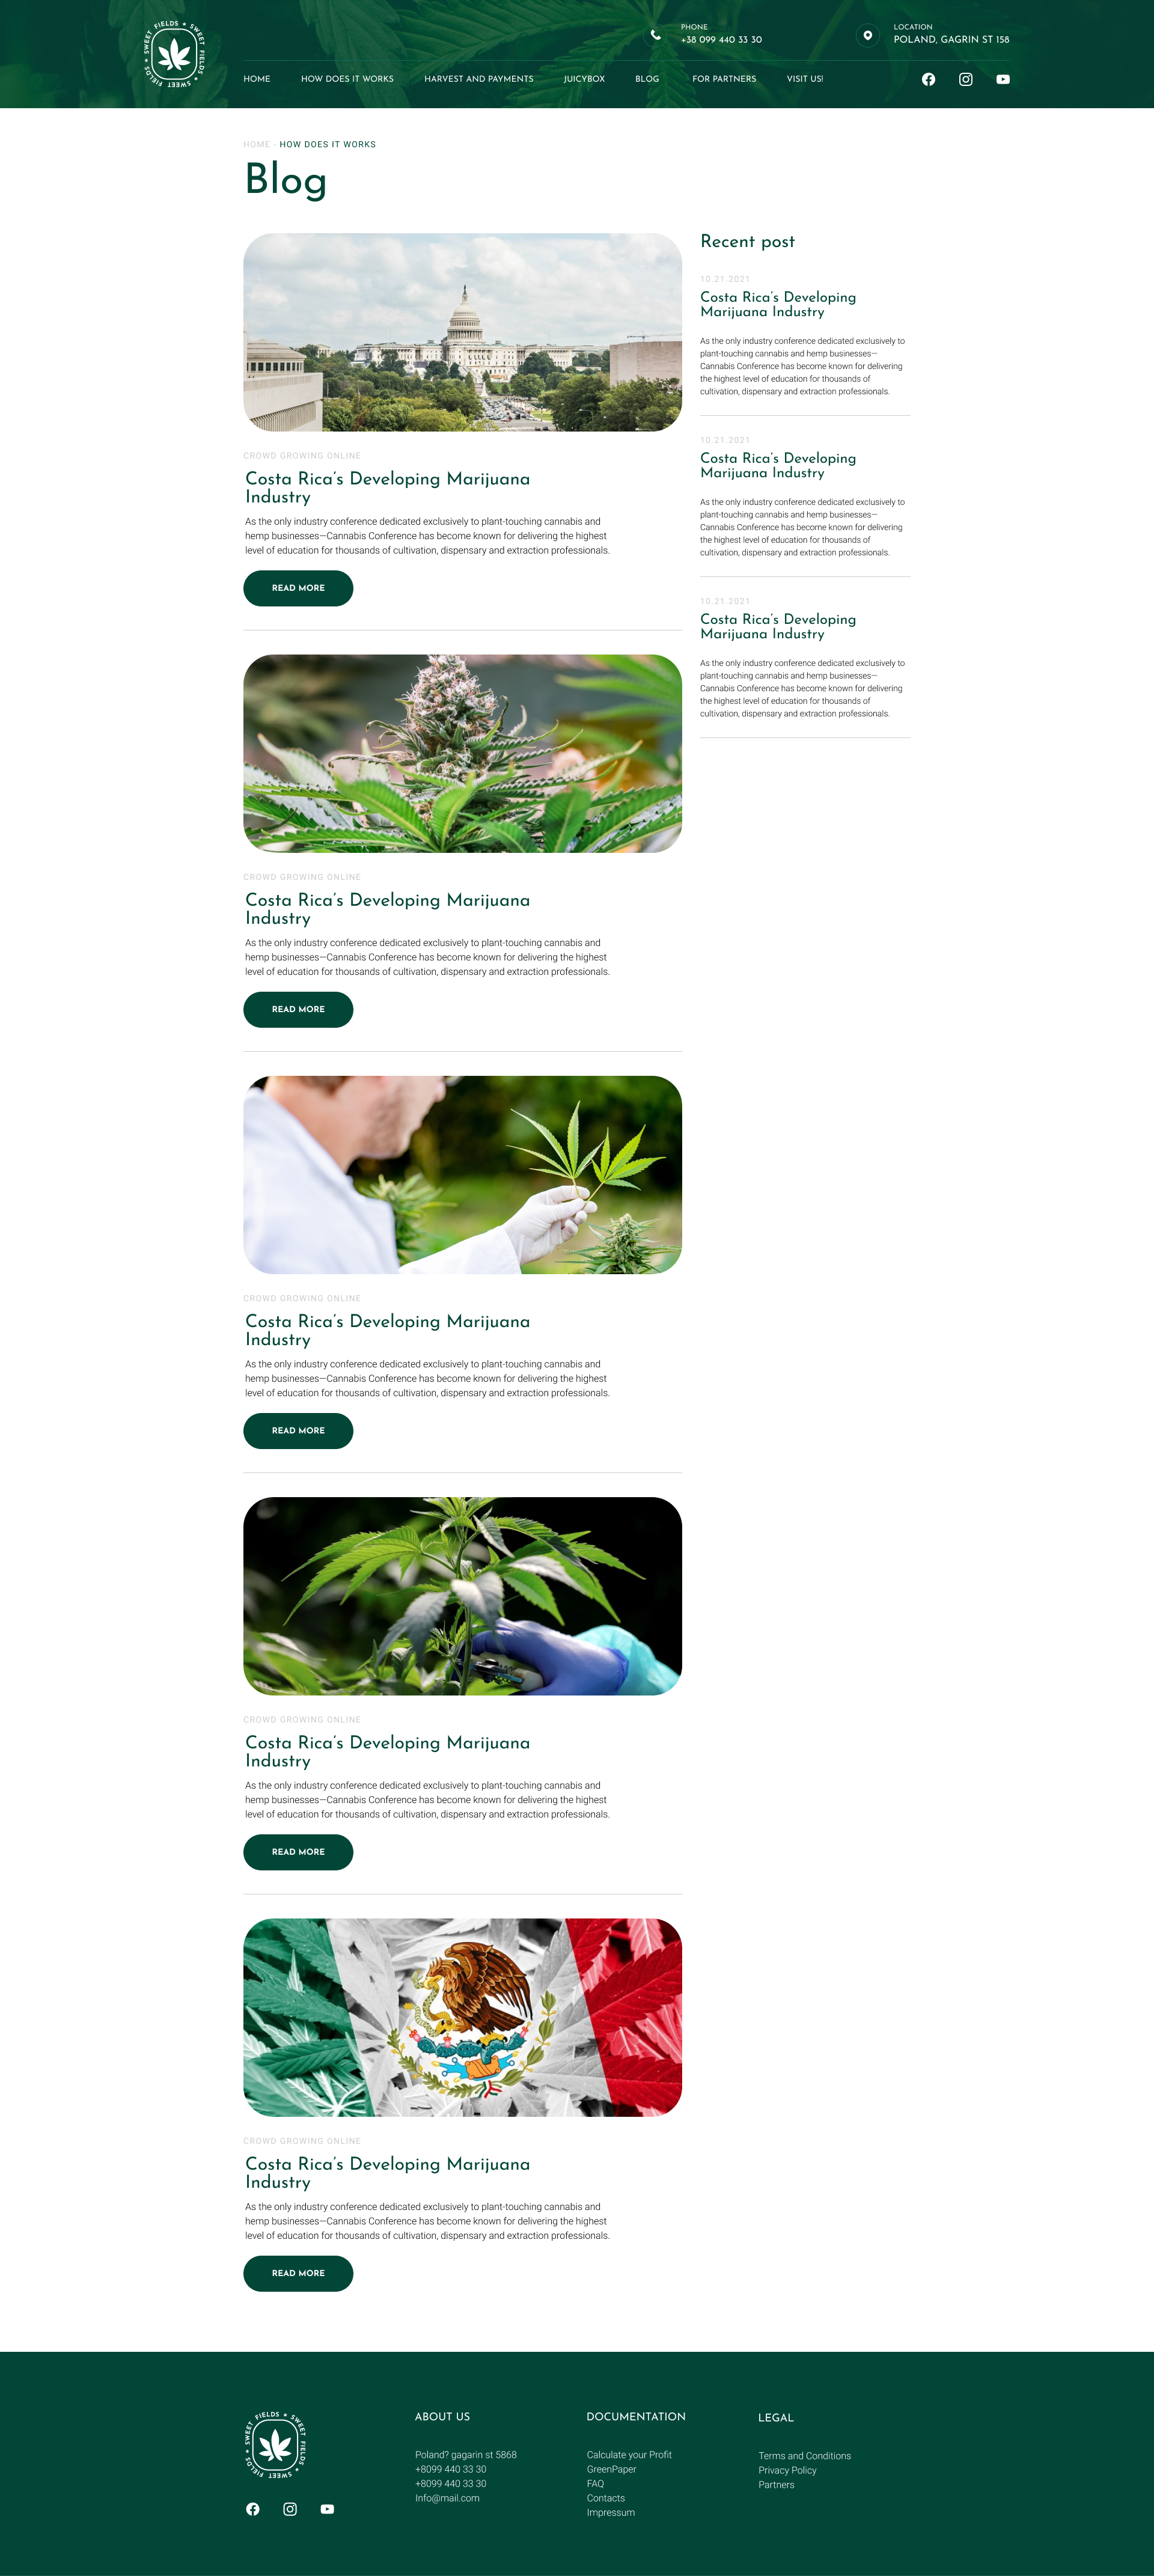 SWEET FIELDS ★ SWEET FIELDS ★ SWEET FIELDS ★
PHONE
+38 099 440 33 30
LOCATION
POLAND, GAGRIN ST 158
HOME
HOW DOES IT WORKS
HARVEST AND PAYMENTS
JUICYBOX
BLOG
FOR PARTNERS
VISIT US!
HOME - HOW DOES IT WORKS
Blog
CROWD GROWING ONLINE
Costa Rica's Developing Marijuana
Industry
As the only industry conference dedicated exclusively to plant-touching cannabis and
hemp businesses—Cannabis Conference has become known for delivering the highest
level of education for thousands of cultivation, dispensary and extraction professionals.
READ MORE
CROWD GROWING ONLINE
Costa Rica's Developing Marijuana
Industry
As the only industry conference dedicated exclusively to plant-touching cannabis and
hemp businesses—Cannabis Conference has become known for delivering the highest
level of education for thousands of cultivation, dispensary and extraction professionals.
READ MORE
CROWD GROWING ONLINE
Costa Rica's Developing Marijuana
Industry
As the only industry conference dedicated exclusively to plant-touching cannabis and
hemp businesses—Cannabis Conference has become known for delivering the highest
level of education for thousands of cultivation, dispensary and extraction professionals.
READ MORE
CROWD GROWING ONLINE
Costa Rica's Developing Marijuana
Industry
As the only industry conference dedicated exclusively to plant-touching cannabis and
hemp businesses—Cannabis Conference has become known for delivering the highest
level of education for thousands of cultivation, dispensary and extraction professionals.
READ MORE
CROWD GROWING ONLINE
Costa Rica's Developing Marijuana
Industry
As the only industry conference dedicated exclusively to plant-touching cannabis and
hemp businesses—Cannabis Conference has become known for delivering the highest
level of education for thousands of cultivation, dispensary and extraction professionals.
READ MORE
Recent post
10.21.2021
Costa Rica's Developing
Marijuana Industry
As the only industry conference dedicated exclusively to
plant-touching cannabis and hemp businesses—
Cannabis Conference has become known for delivering
the highest level of education for thousands of
cultivation, dispensary and extraction professionals.
10.21.2021
Costa Rica's Developing
Marijuana Industry
As the only industry conference dedicated exclusively to
plant-touching cannabis and hemp businesses—
Cannabis Conference has become known for delivering
the highest level of education for thousands of
cultivation, dispensary and extraction professionals.
10.21.2021
Costa Rica's Developing
Marijuana Industry
As the only industry conference dedicated exclusively to
plant-touching cannabis and hemp businesses—
Cannabis Conference has become known for delivering
the highest level of education for thousands of
cultivation, dispensary and extraction professionals.
SWEET FIELDS ★ SWEET FIELDS ★ SWEET FIELDS ★
ABOUT US
Poland? gagarin st 5868
+8099 440 33 30
+8099 440 33 30
Info@mail.com
DOCUMENTATION
Calculate your Profit
GreenPaper
FAQ
Contacts
Impressum
LEGAL
Terms and Conditions
Privacy Policy
Partners